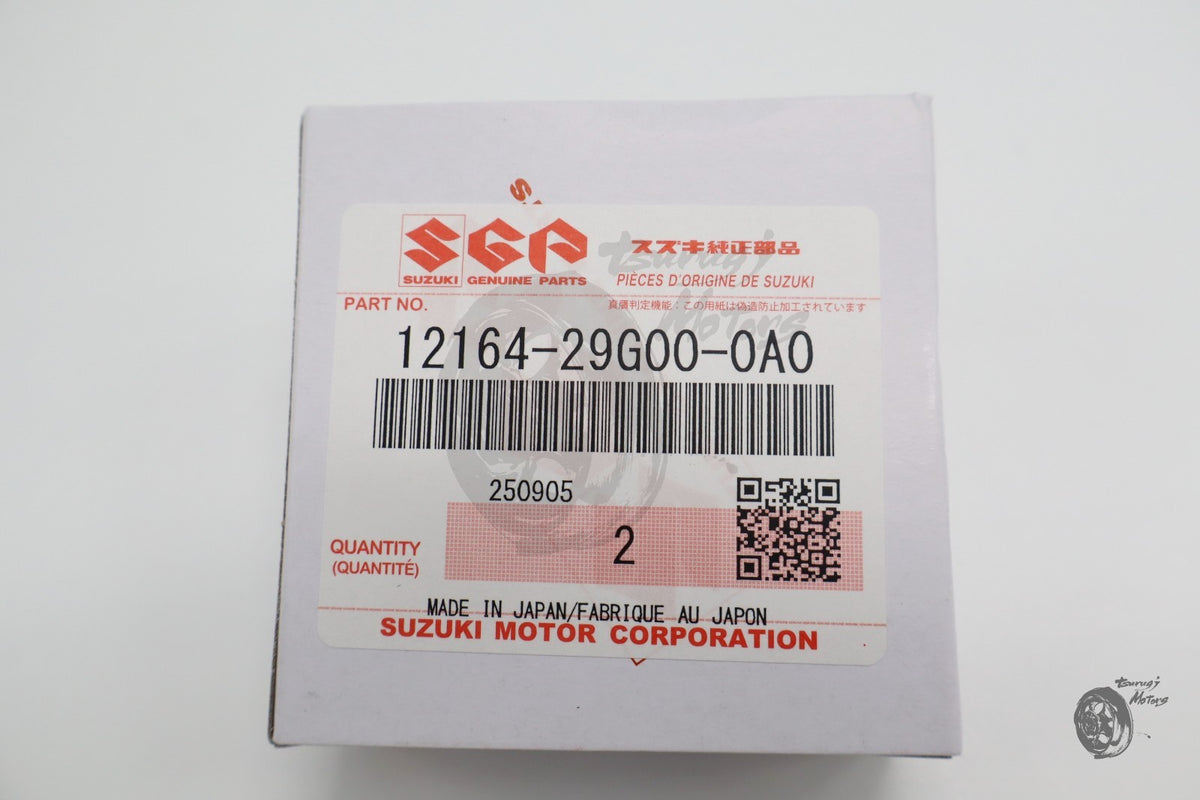 SGP スズキ純正部品
SUZUKI GENUINE PARTS PIÈCES D'ORIGINE DE SUZUKI
PART NO. 真贋判定機能：この用紙は偽造防止加工されています
12164-29G00-0A0
250905
QUANTITY
(QUANTITÉ)
2
MADE IN JAPAN/FABRIQUE AU JAPON
SUZUKI MOTOR CORPORATION
tsurugi
Motors
tsurugi
Motors